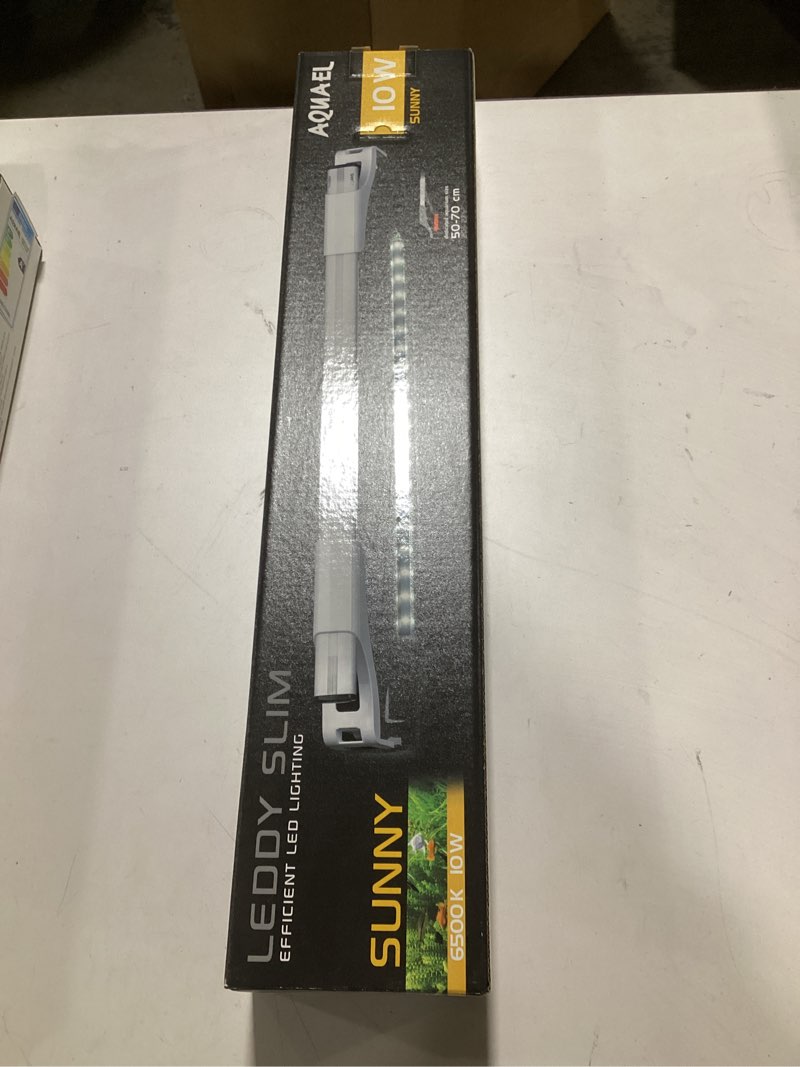 LEDDY SLIM
EFFICIENT LED LIGHTING
AQUAEL
10W
SUNNY
50-70 cm
SUNNY
6500K 10W